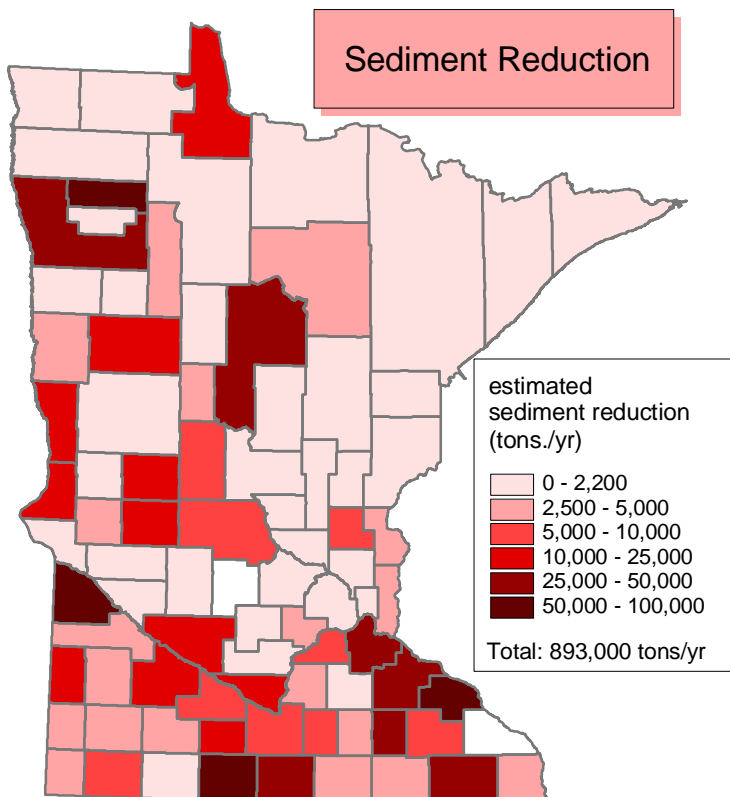 Sediment Reduction
estimated
sediment reduction
(tons./yr)
0 - 2,200
2,500 - 5,000
5,000 - 10,000
10,000 - 25,000
25,000 - 50,000
50,000 - 100,000
Total: 893,000 tons/yr